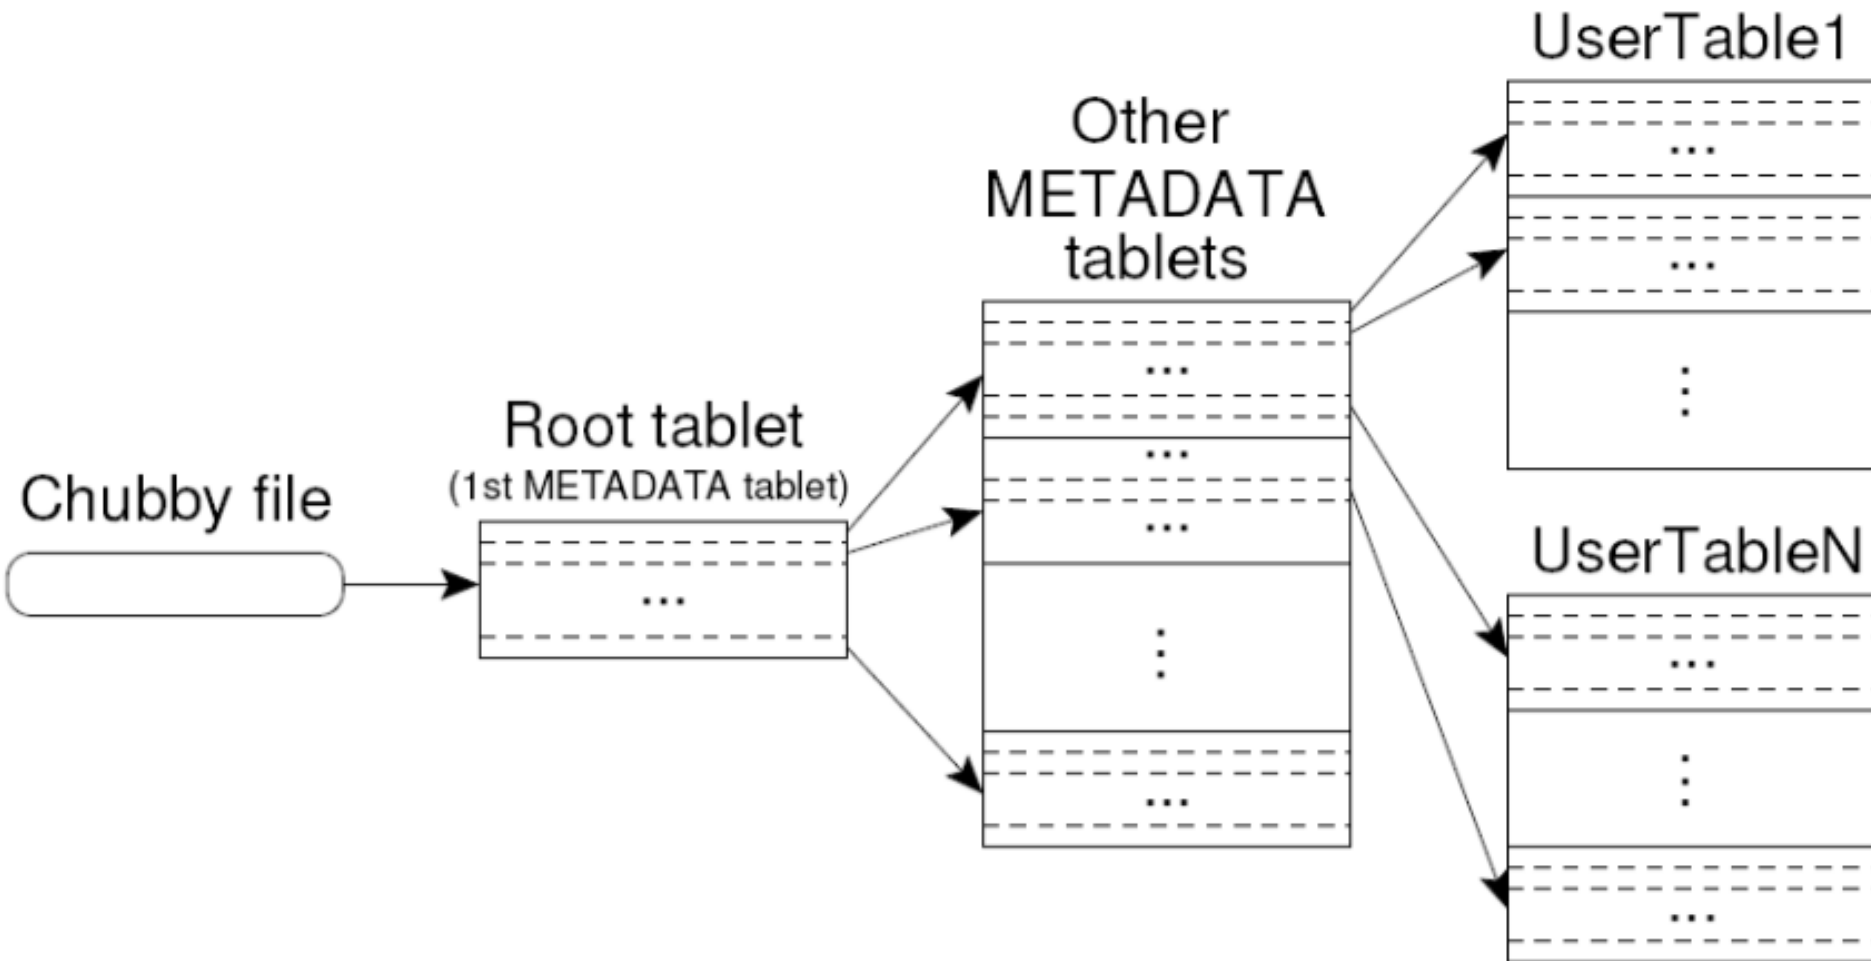 UserTable1
Other
METADATA
tablets
Root tablet
(1st METADATA tablet)
Chubby file
UserTableN